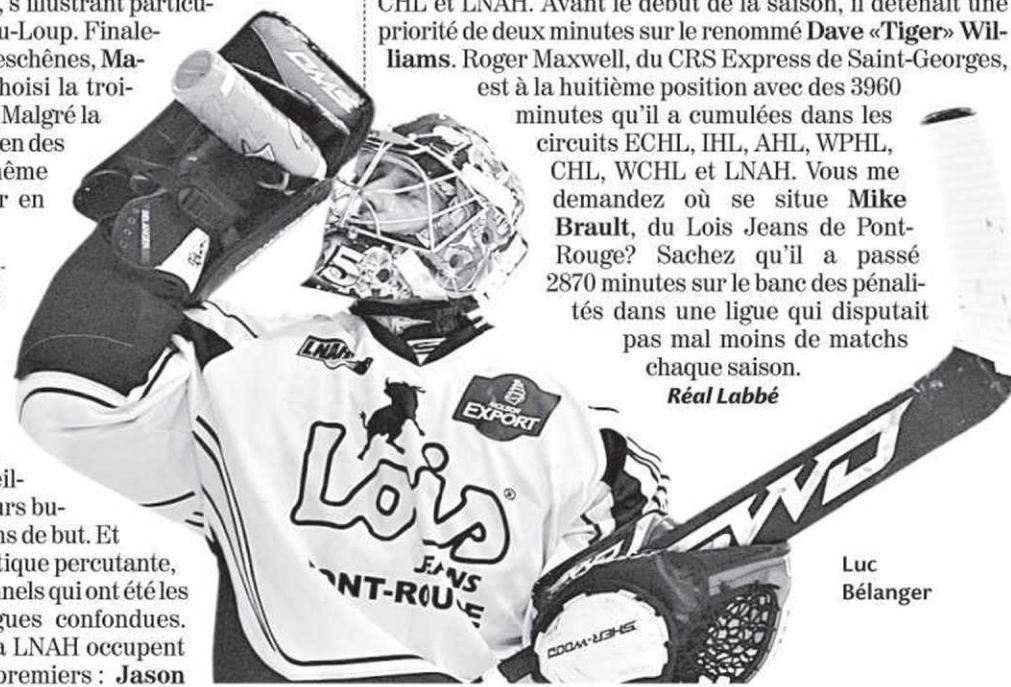 , s'illustrant particu-
u-Loup. Finale-
eschênes, Ma-
hoisi la troi-
Malgré la
en des
ême
r en
eil-
urs bu-
ns de but. Et
tique percutante,
nnels qui ont été les
gues confondues.
a LNAH occupent
premiers : Jason
CHL et LNAH. Avant le début de la saison, il détenait une
priorité de deux minutes sur le renommé Dave «Tiger» Wil-
liams. Roger Maxwell, du CRS Express de Saint-Georges,
est à la huitième position avec des 3960
minutes qu'il a cumulées dans les
circuits ECHL, IHL, AHL, WPHL,
CHL, WCHL et LNAH. Vous me
demandez où se situe Mike
Brault, du Lois Jeans de Pont-
Rouge? Sachez qu'il a passé
2870 minutes sur le banc des pénali-
tés dans une ligue qui disputait
pas mal moins de matchs
chaque saison.
Réal Labbé
LNAH
MOLSON
EXPORT
Lois®
JEANS
ONT-ROUGE
SHER-WOOD
Luc
Bélanger